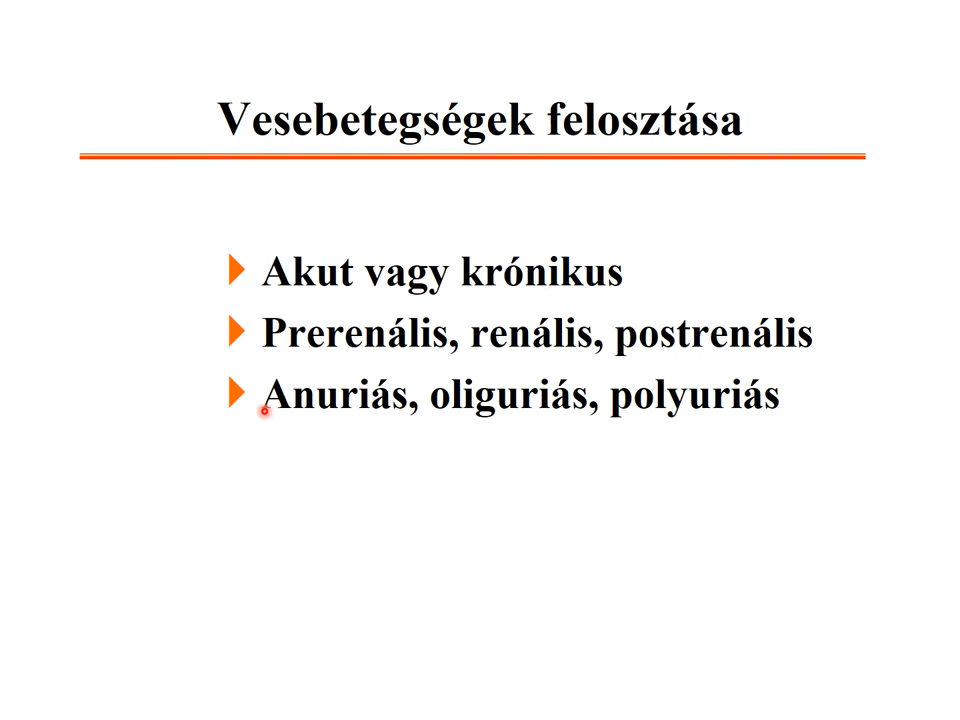 Vesebetegségek felosztása
Akut vagy krónikus
Prerenális, renális, postrenális
Anuriás, oliguriás, polyuriás